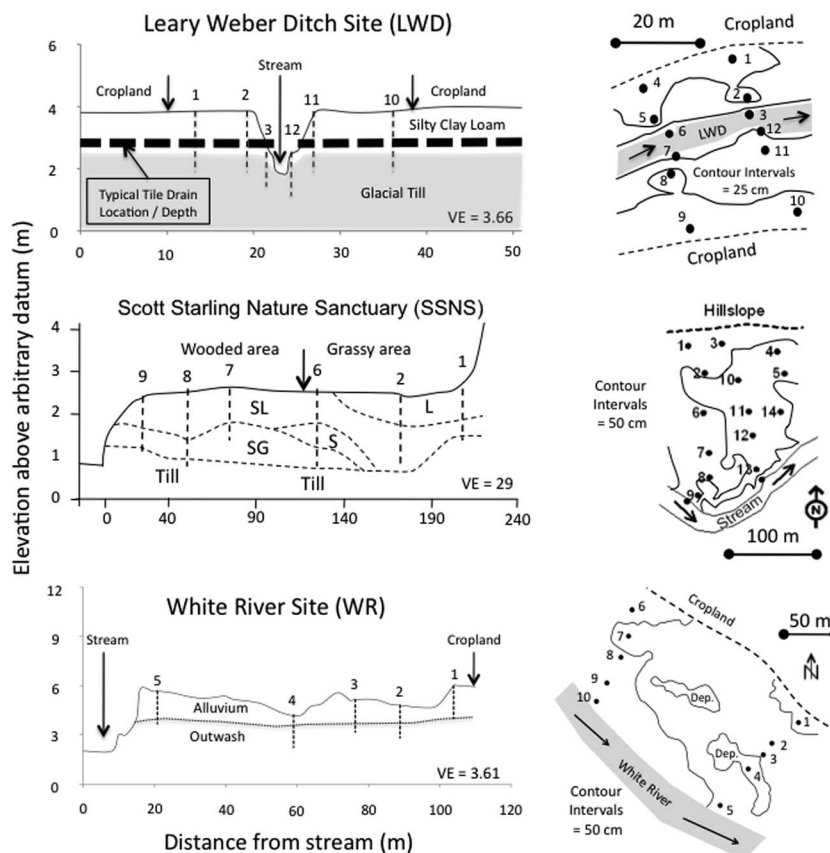 Leary Weber Ditch Site (LWD)
6
4
2
0
Cropland
1
2
Stream
3
12
11
10
Cropland
Silty Clay Loam
Typical Tile Drain
Location / Depth
Glacial Till
VE = 3.66
0
10
20
30
40
50
20 m
Cropland
1
4
2
5
3
LWD
6
12
7
11
8
Contour Intervals
= 25 cm
10
9
Cropland
Elevation above arbitrary datum (m)
Scott Starling Nature Sanctuary (SSNS)
4
3
2
1
0
Wooded area
Grassy area
9
8
7
6
2
1
SL
L
SG
S
Till
Till
VE = 29
0
40
90
140
190
240
Hillslope
1
3
4
2
10
5
Contour
Intervals
= 50 cm
6
11
14
12
7
8
13
9
Stream
N
100 m
White River Site (WR)
12
9
6
3
0
Stream
Cropland
5
4
3
2
1
Alluvium
Outwash
VE = 3.61
0
20
40
60
80
100
120
Distance from stream (m)
6
Cropland
50 m
7
N
8
9
Dep.
10
1
2
Dep.
3
4
White River
5
Contour
Intervals
= 50 cm